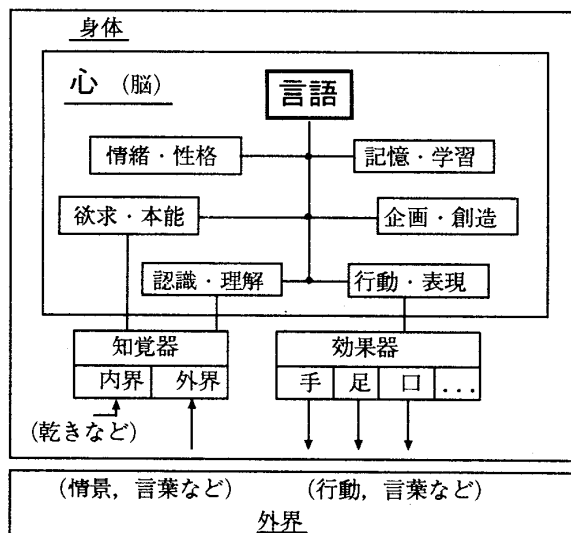 身体
心 (脳)
言語
情緒・性格
記憶・学習
欲求・本能
企画・創造
認識・理解
行動・表現
知覚器
効果器
内界 外界
手 足 口 ...
(乾きなど)
(情景, 言葉など) (行動, 言葉など)
外界